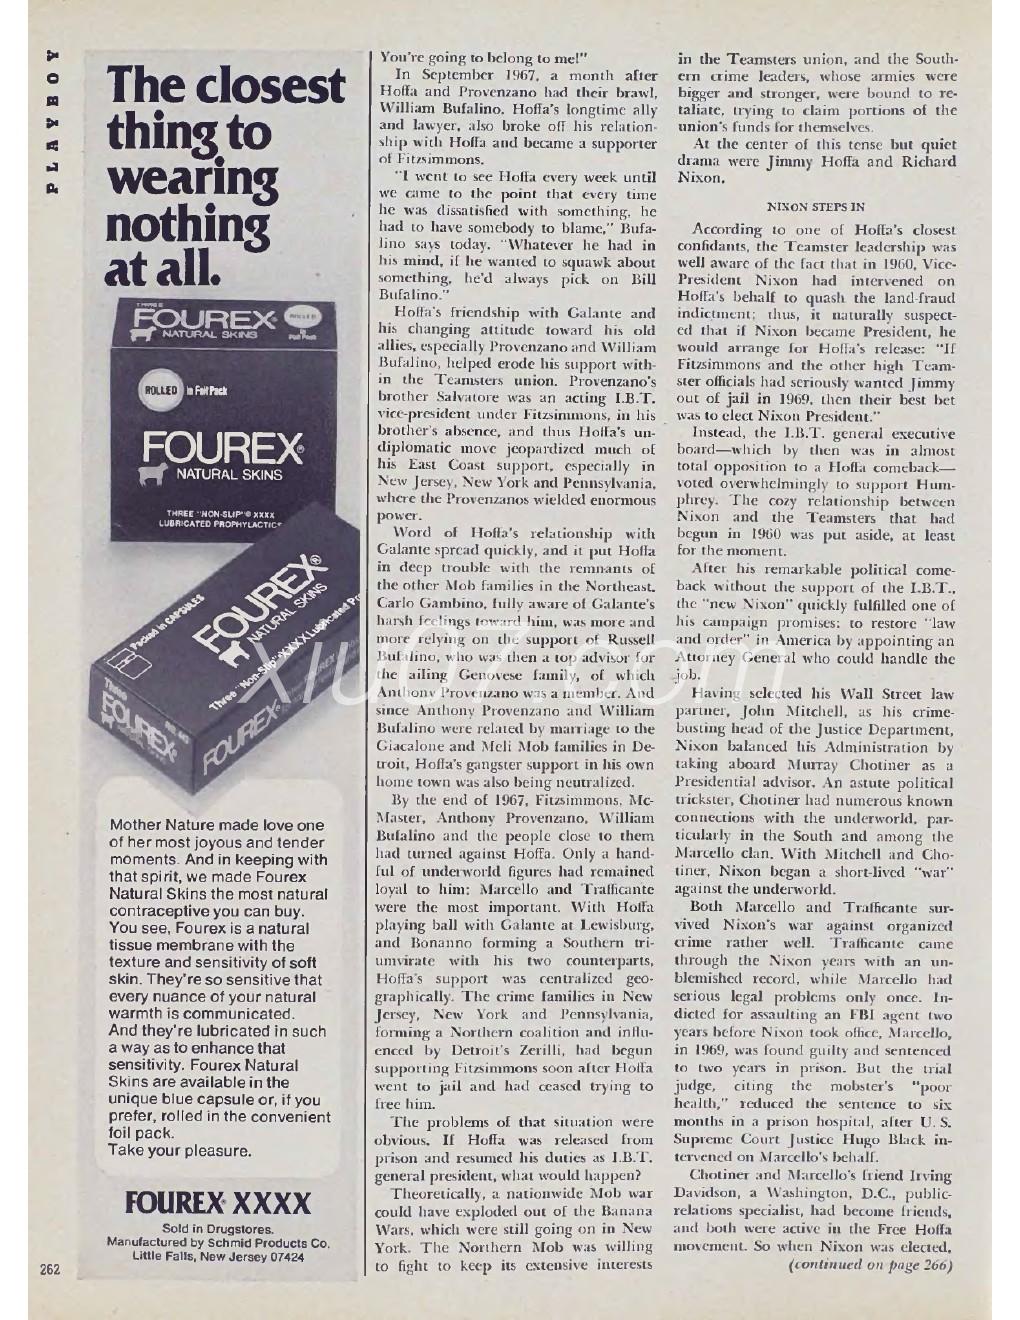 PLAYBOY
The closest
thing to
wearing
nothing
at all.
THREE
FOUREX®
NATURAL SKINS
ROLLED
in
Foil Pack
ROLLED in Foil Pack
FOUREX®
NATURAL SKINS
THREE "NON-SLIP"® XXXX
LUBRICATED PROPHYLACTICS
Packed in CAPSULES
FOUREX®
NATURAL SKINS
Three "Non-Slip" XXXX Lubricated Pr
Three
FOUREX
FOUREX
NATURAL SKINS
Mother Nature made love one
of her most joyous and tender
moments. And in keeping with
that spirit, we made Fourex
Natural Skins the most natural
contraceptive you can buy.
You see, Fourex is a natural
tissue membrane with the
texture and sensitivity of soft
skin. They're so sensitive that
every nuance of your natural
warmth is communicated.
And they're lubricated in such
a way as to enhance that
sensitivity. Fourex Natural
Skins are available in the
unique blue capsule or, if you
prefer, rolled in the convenient
foil pack.
Take your pleasure.
FOUREX® XXXX
Sold in Drugstores.
Manufactured by Schmid Products Co.
Little Falls, New Jersey 07424
262
You're going to belong to me!"
In September 1967, a month after
Hoffa and Provenzano had their brawl,
William Bufalino, Hoffa's longtime ally
and lawyer, also broke off his relation-
ship with Hoffa and became a supporter
of Fitzsimmons.
"I went to see Hoffa every week until
we came to the point that every time
he was dissatisfied with something, he
had to have somebody to blame," Bufa-
lino says today. "Whatever he had in
his mind, if he wanted to squawk about
something, he'd always pick on Bill
Bufalino."
Hoffa's friendship with Galante and
his changing attitude toward his old
allies, especially Provenzano and William
Bufalino, helped erode his support with-
in the Teamsters union. Provenzano's
brother Salvatore was an acting I.B.T.
vice-president under Fitzsimmons, in his
brother's absence, and thus Hoffa's un-
diplomatic move jeopardized much of
his East Coast support, especially in
New Jersey, New York and Pennsylvania,
where the Provenzanos wielded enormous
power.
Word of Hoffa's relationship with
Galante spread quickly, and it put Hoffa
in deep trouble with the remnants of
the other Mob families in the Northeast.
Carlo Gambino, fully aware of Galante's
harsh feelings toward him, was more and
more relying on the support of Russell
Bufalino, who was then a top advisor for
the ailing Genovese family, of which
Anthony Provenzano was a member. And
since Anthony Provenzano and William
Bufalino were related by marriage to the
Giacalone and Meli Mob families in De-
troit, Hoffa's gangster support in his own
home town was also being neutralized.
By the end of 1967, Fitzsimmons, Mc-
Master, Anthony Provenzano, William
Bufalino and the people close to them
had turned against Hoffa. Only a hand-
ful of underworld figures had remained
loyal to him; Marcello and Trafficante
were the most important. With Hoffa
playing ball with Galante at Lewisburg,
and Bonanno forming a Southern tri-
umvirate with his two counterparts,
Hoffa's support was centralized geo-
graphically. The crime families in New
Jersey, New York and Pennsylvania,
forming a Northern coalition and influ-
enced by Detroit's Zerilli, had begun
supporting Fitzsimmons soon after Hoffa
went to jail and had ceased trying to
free him.
The problems of that situation were
obvious. If Hoffa was released from
prison and resumed his duties as I.B.T.
general president, what would happen?
Theoretically, a nationwide Mob war
could have exploded out of the Banana
Wars, which were still going on in New
York. The Northern Mob was willing
to fight to keep its extensive interests
in the Teamsters union, and the South-
ern crime leaders, whose armies were
bigger and stronger, were bound to re-
taliate, trying to claim portions of the
union's funds for themselves.
At the center of this tense but quiet
drama were Jimmy Hoffa and Richard
Nixon.
NIXON STEPS IN
According to one of Hoffa's closest
confidants, the Teamster leadership was
well aware of the fact that in 1960, Vice-
President Nixon had intervened on
Hoffa's behalf to quash the land-fraud
indictment; thus, it naturally suspect-
ed that if Nixon became President, he
would arrange for Hoffa's release: "If
Fitzsimmons and the other high Team-
ster officials had seriously wanted Jimmy
out of jail in 1969, then their best bet
was to elect Nixon President."
Instead, the I.B.T. general executive
board—which by then was in almost
total opposition to a Hoffa comeback—
voted overwhelmingly to support Hum-
phrey. The cozy relationship between
Nixon and the Teamsters that had
begun in 1960 was put aside, at least
for the moment.
After his remarkable political come-
back without the support of the I.B.T.,
the "new Nixon" quickly fulfilled one of
his campaign promises: to restore "law
and order" in America by appointing an
Attorney General who could handle the
job.
Having selected his Wall Street law
partner, John Mitchell, as his crime-
busting head of the Justice Department,
Nixon balanced his Administration by
taking aboard Murray Chotiner as a
Presidential advisor. An astute political
trickster, Chotiner had numerous known
connections with the underworld, par-
ticularly in the South and among the
Marcello clan. With Mitchell and Cho-
tiner, Nixon began a short-lived "war"
against the underworld.
Both Marcello and Trafficante sur-
vived Nixon's war against organized
crime rather well. Trafficante came
through the Nixon years with an un-
blemished record, while Marcello had
serious legal problems only once. In-
dicted for assaulting an FBI agent two
years before Nixon took office, Marcello,
in 1969, was found guilty and sentenced
to two years in prison. But the trial
judge, citing the mobster's "poor
health," reduced the sentence to six
months in a prison hospital, after U. S.
Supreme Court Justice Hugo Black in-
tervened on Marcello's behalf.
Chotiner and Marcello's friend Irving
Davidson, a Washington, D.C., public-
relations specialist, had become friends,
and both were active in the Free Hoffa
movement. So when Nixon was elected,
(continued on page 266)